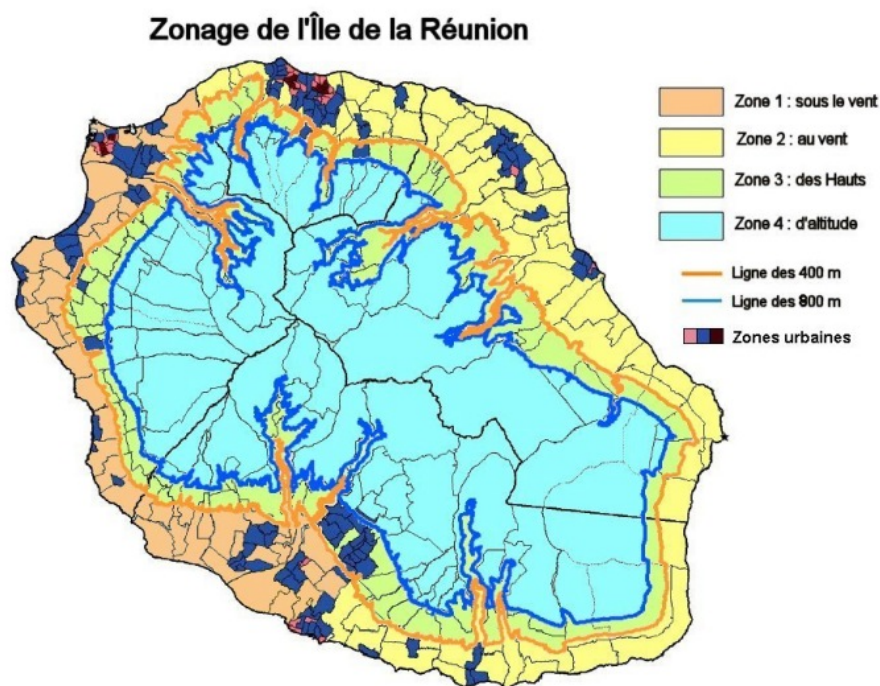 Zonage de l'Île de la Réunion
Zone 1 : sous le vent
Zone 2 : au vent
Zone 3 : des Hauts
Zone 4 : d'altitude
Ligne des 400 m
Ligne des 800 m
Zones urbaines